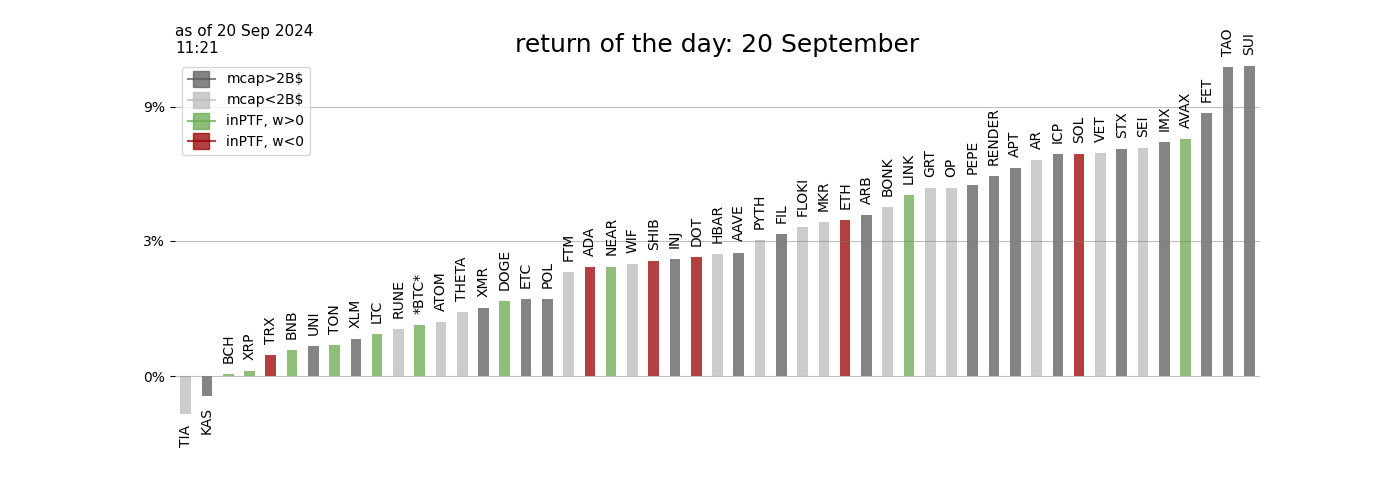 as of 20 Sep 2024
11:21
return of the day: 20 September
mcap>2B$
mcap<2B$
inPTF, w>0
inPTF, w<0
9%
3%
0%
TIA
KAS
BCH
XRP
TRX
BNB
UNI
TON
XLM
LTC
RUNE
*BTC*
ATOM
THETA
XMR
DOGE
ETC
POL
FTM
ADA
NEAR
WIF
SHIB
INJ
DOT
HBAR
AAVE
PYTH
FIL
FLOKI
MKR
ETH
ARB
BONK
LINK
GRT
OP
PEPE
RENDER
APT
AR
ICP
SOL
VET
STX
SEI
IMX
AVAX
FET
TAO
SUI